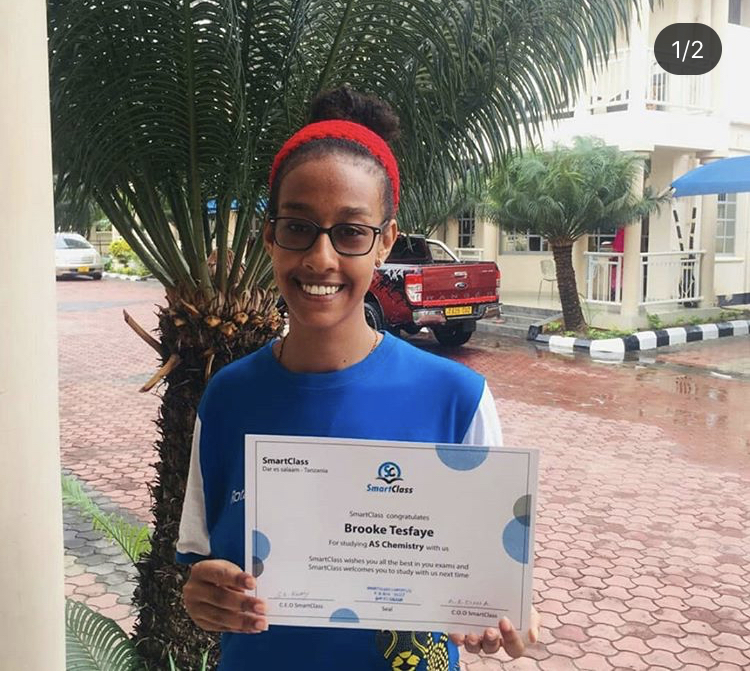 1/2
RANGER
SmartClass
Dar es salaam - Tanzania
SC
SmartClass
SmartClass congratulates
Brooke Tesfaye
For studying AS Chemistry with us
SmartClass wishes you all the best in you exams and
SmartClass welcomes you to study with us next time
C.E.O SmartClass
Seal
C.O.O SmartClass